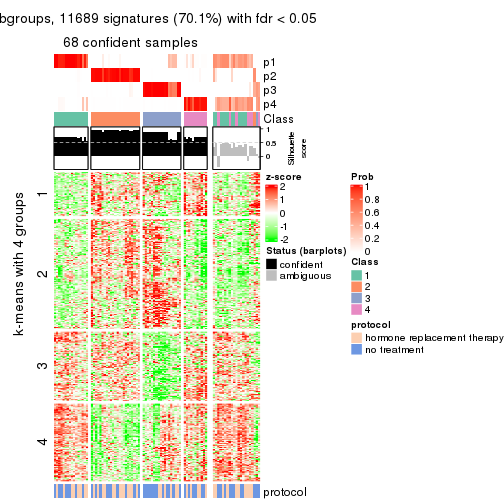 bgroups, 11689 signatures (70.1%) with fdr < 0.05
68 confident samples
p1
p2
p3
p4
Class
1
0.5
0
Silhouette
score
k-means with 4 groups
1
2
3
4
z-score
2
1
0
-1
-2
Status (barplots)
confident
ambiguous
Prob
1
0.8
0.6
0.4
0.2
0
Class
1
2
3
4
protocol
hormone replacement therapy
no treatment
protocol